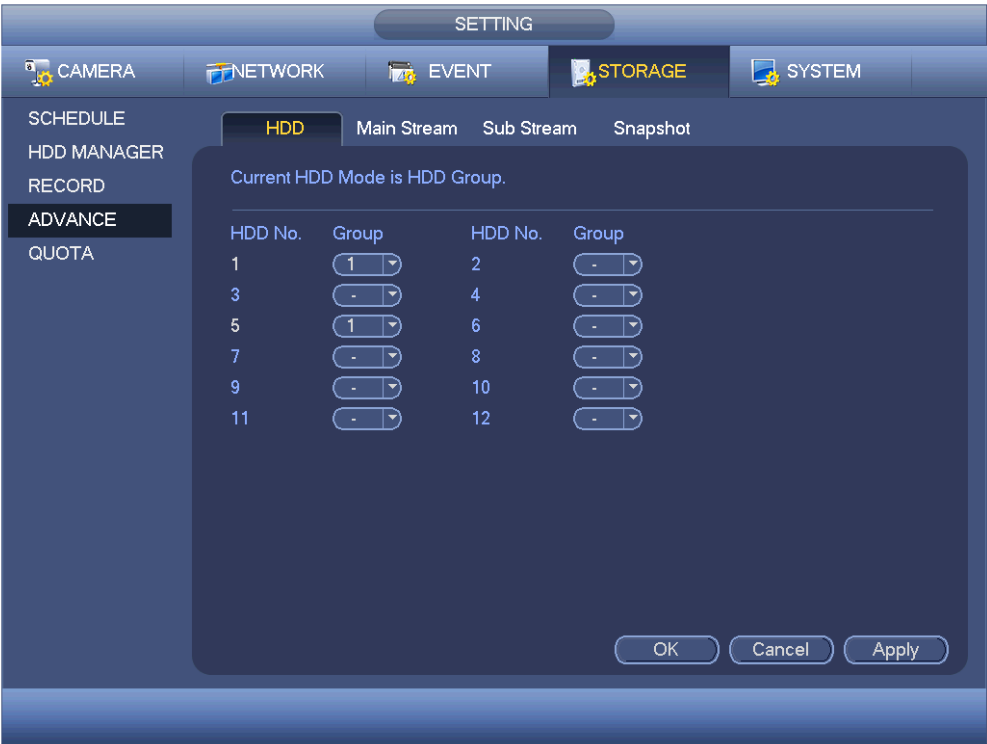 SETTING
CAMERA NETWORK EVENT STORAGE SYSTEM
SCHEDULE
HDD MANAGER
RECORD
ADVANCE
QUOTA
HDD Main Stream Sub Stream Snapshot
Current HDD Mode is HDD Group.
HDD No. Group HDD No. Group
1 1 2 -
3 - 4 -
5 1 6 -
7 - 8 -
9 - 10 -
11 - 12 -
OK Cancel Apply